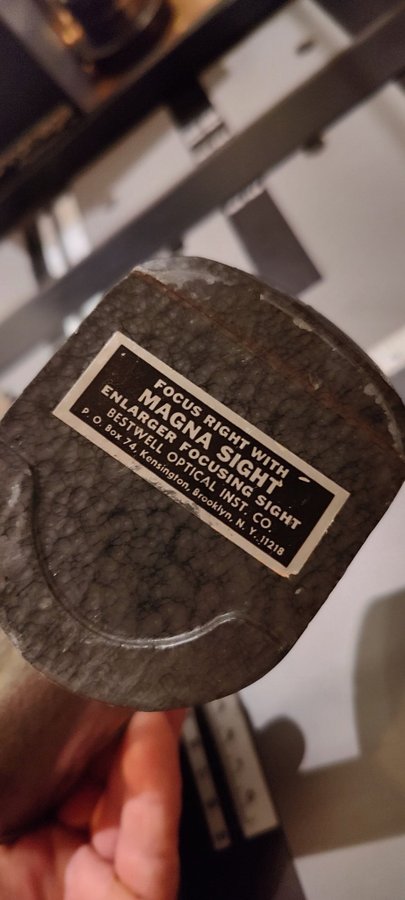 FOCUS RIGHT WITH
MAGNA SIGHT
ENLARGER FOCUSING SIGHT
BESTWELL OPTICAL INST. CO.
P. O. Box 74, Kensington, Brooklyn, N. Y. 11218